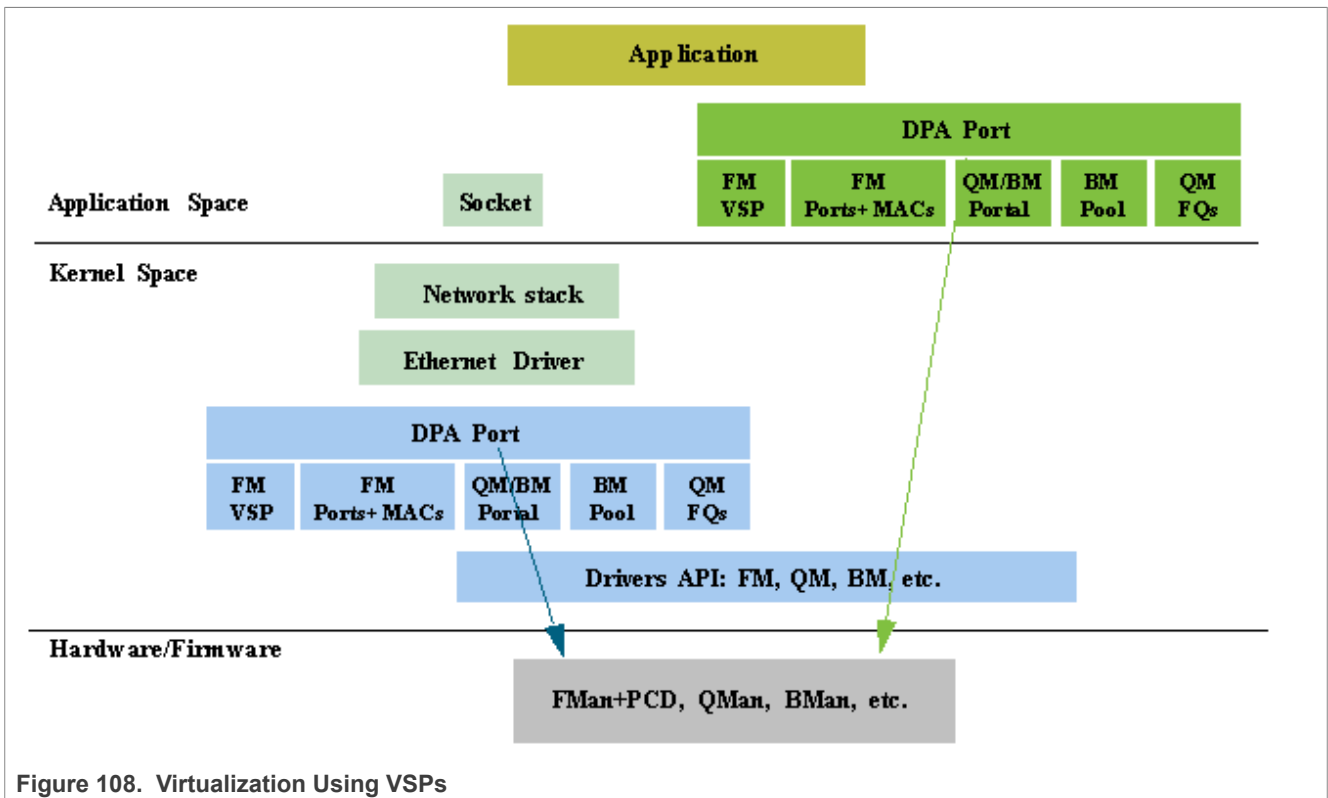 Application
DPA Port
FM
VSP
FM
Ports+ MACs
QM/BM
Portal
BM
Pool
QM
FQs
Application Space
Socket
Kernel Space
Network stack
Ethernet Driver
DPA Port
FM
VSP
FM
Ports+ MACs
QM/BM
Portal
BM
Pool
QM
FQs
Drivers API: FM, QM, BM, etc.
Hardware/Firmware
FMan+PCD, QMan, BMan, etc.
Figure 108. Virtualization Using VSPs